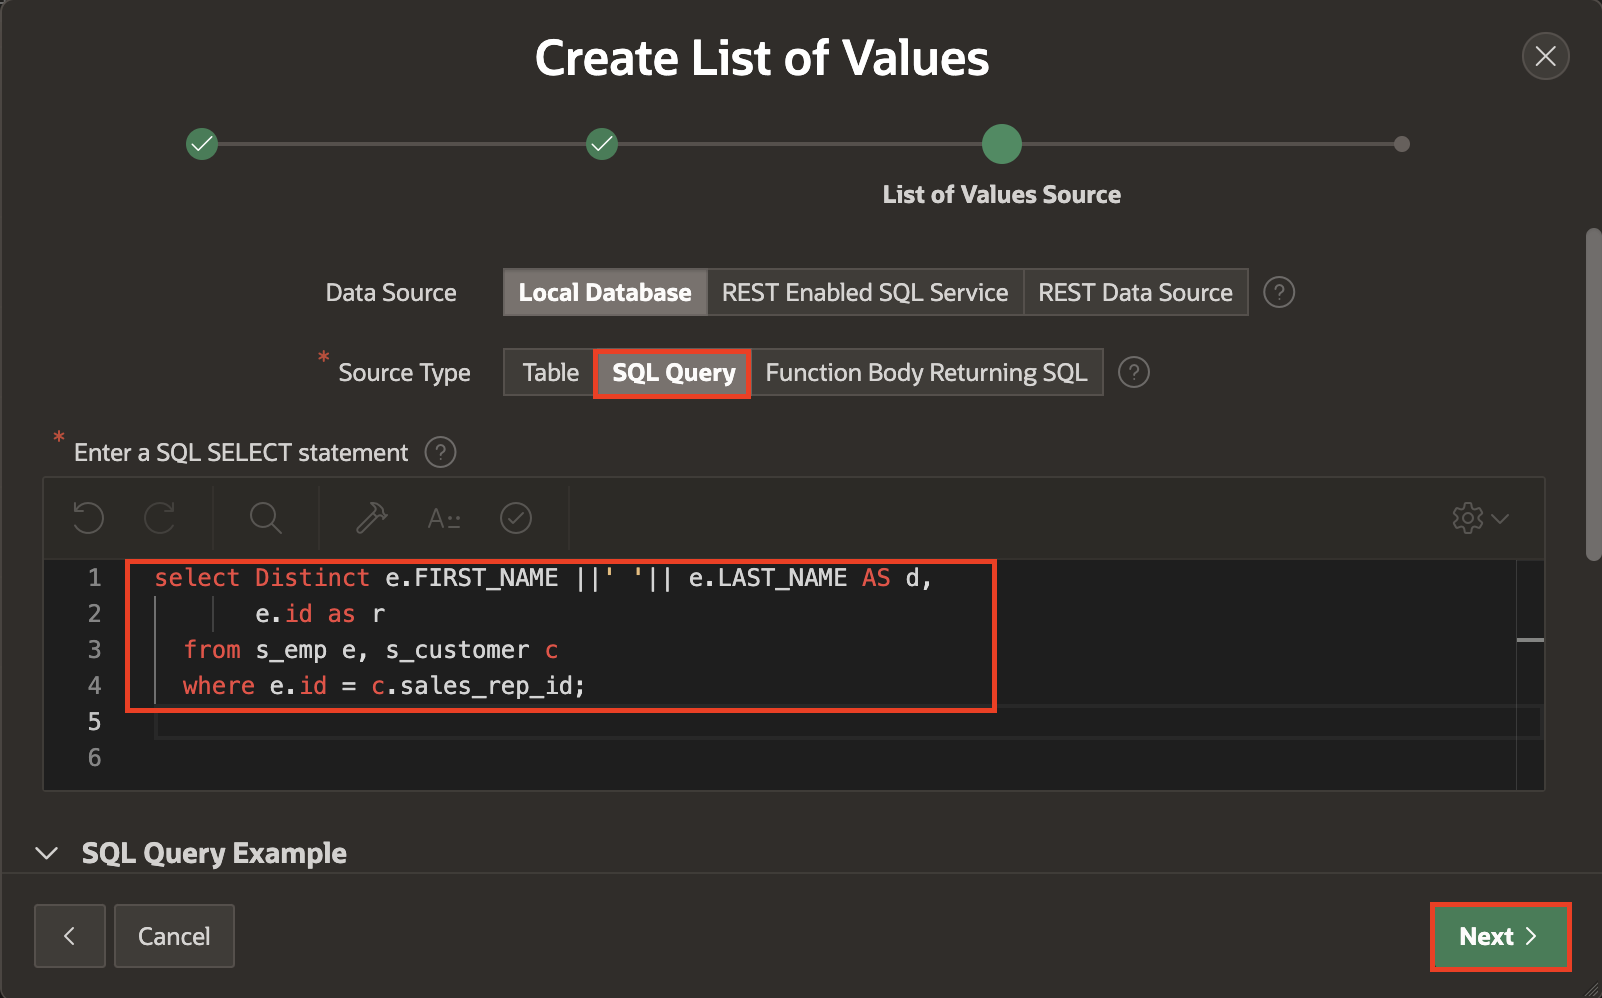 Create List of Values
List of Values Source
Data Source Local Database REST Enabled SQL Service REST Data Source ?
* Source Type Table SQL Query Function Body Returning SQL ?
* Enter a SQL SELECT statement ?
A
1 select Distinct e.FIRST_NAME ||' '|| e.LAST_NAME AS d,
2 e.id as r
3 from s_emp e, s_customer c
4 where e.id = c.sales_rep_id;
5
6
SQL Query Example
Cancel Next